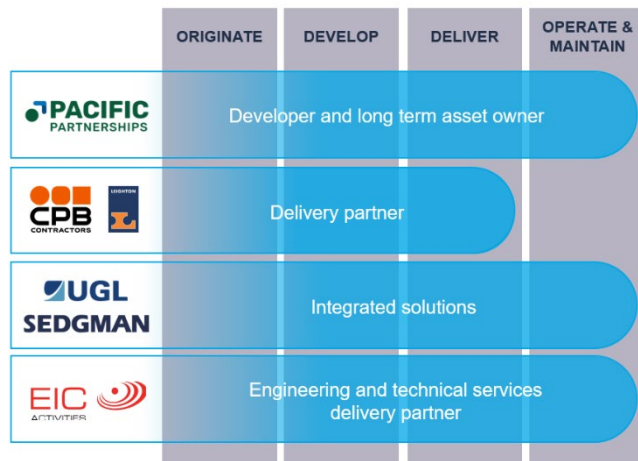 ORIGINATE
DEVELOP
DELIVER
OPERATE &
MAINTAIN
PACIFIC
PARTNERSHIPS
Developer and long term asset owner
CPB
CONTRACTORS
LEIGHTON
L
Delivery partner
UGL
SEDGMAN
Integrated solutions
EIC
ACTIVITIES
Engineering and technical services
delivery partner